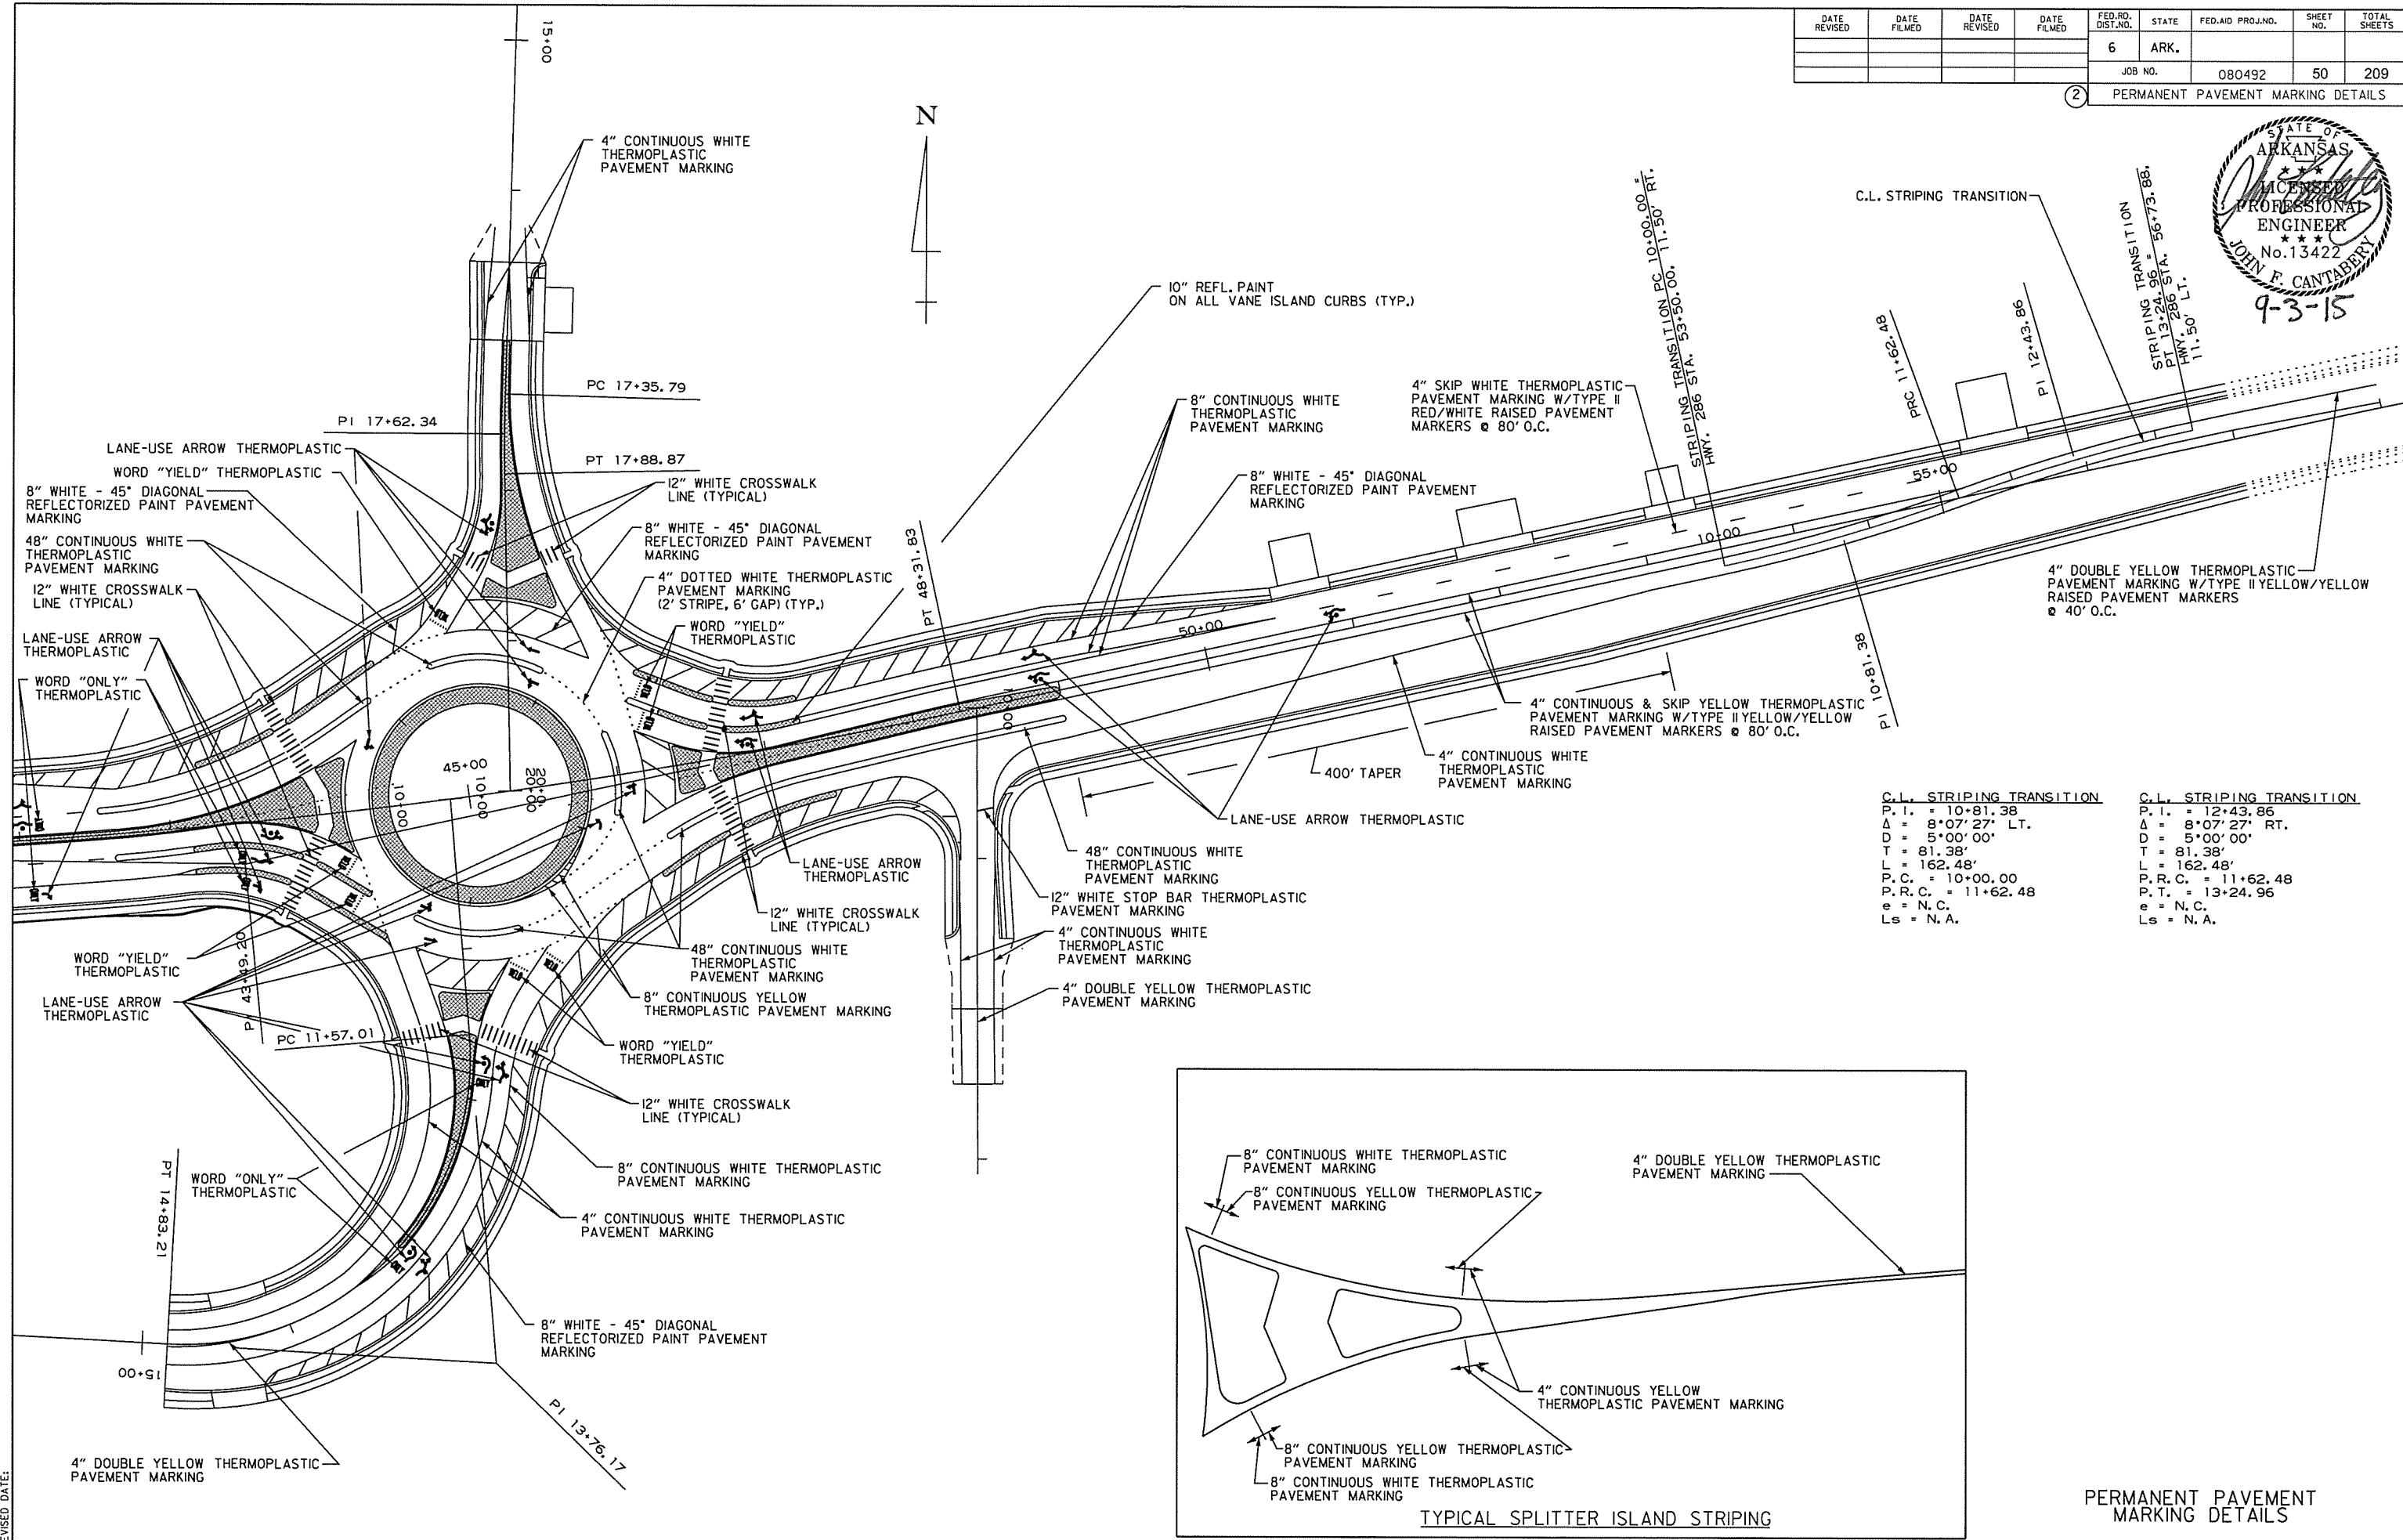 DATE REVISED
DATE FILMED
DATE REVISED
DATE FILMED
FED.RD. DIST.NO.
STATE
FED.AID PROJ.NO.
SHEET NO.
TOTAL SHEETS
6
ARK.
JOB NO.
080492
50
209
2
PERMANENT PAVEMENT MARKING DETAILS
STATE OF
ARKANSAS
★ ★ ★
LICENSED
PROFESSIONAL
ENGINEER
★ ★ ★
No.13422
JOHN F. CANTABERY
9-3-15
15+00
N
4" CONTINUOUS WHITE
THERMOPLASTIC
PAVEMENT MARKING
C.L. STRIPING TRANSITION
STRIPING TRANSITION PC 10+00.00 =
HWY. 286 STA. 53+50.00, 11.50' RT.
STRIPING TRANSITION
PT 13+24.96 =
HWY. 286 STA. 56+73.88,
11.50' LT.
10" REFL. PAINT
ON ALL VANE ISLAND CURBS (TYP.)
PRC 11+62.48
PI 12+43.86
PC 17+35.79
PI 17+62.34
PT 17+88.87
8" CONTINUOUS WHITE
THERMOPLASTIC
PAVEMENT MARKING
4" SKIP WHITE THERMOPLASTIC
PAVEMENT MARKING W/TYPE II
RED/WHITE RAISED PAVEMENT
MARKERS @ 80' O.C.
LANE-USE ARROW THERMOPLASTIC
WORD "YIELD" THERMOPLASTIC
8" WHITE - 45° DIAGONAL
REFLECTORIZED PAINT PAVEMENT
MARKING
48" CONTINUOUS WHITE
THERMOPLASTIC
PAVEMENT MARKING
12" WHITE CROSSWALK
LINE (TYPICAL)
LANE-USE ARROW
THERMOPLASTIC
WORD "ONLY"
THERMOPLASTIC
12" WHITE CROSSWALK
LINE (TYPICAL)
8" WHITE - 45° DIAGONAL
REFLECTORIZED PAINT PAVEMENT
MARKING
4" DOTTED WHITE THERMOPLASTIC
PAVEMENT MARKING
(2' STRIPE, 6' GAP) (TYP.)
WORD "YIELD"
THERMOPLASTIC
8" WHITE - 45° DIAGONAL
REFLECTORIZED PAINT PAVEMENT
MARKING
PT 48+31.83
50+00
10+00
55+00
10+00
4" DOUBLE YELLOW THERMOPLASTIC
PAVEMENT MARKING W/TYPE II YELLOW/YELLOW
RAISED PAVEMENT MARKERS
@ 40' O.C.
PI 10+81.38
4" CONTINUOUS & SKIP YELLOW THERMOPLASTIC
PAVEMENT MARKING W/TYPE II YELLOW/YELLOW
RAISED PAVEMENT MARKERS @ 80' O.C.
4" CONTINUOUS WHITE
THERMOPLASTIC
PAVEMENT MARKING
400' TAPER
LANE-USE ARROW THERMOPLASTIC
45+00
10+00
10+00
20+00
LANE-USE ARROW
THERMOPLASTIC
48" CONTINUOUS WHITE
THERMOPLASTIC
PAVEMENT MARKING
12" WHITE STOP BAR THERMOPLASTIC
PAVEMENT MARKING
4" CONTINUOUS WHITE
THERMOPLASTIC
PAVEMENT MARKING
4" DOUBLE YELLOW THERMOPLASTIC
PAVEMENT MARKING
12" WHITE CROSSWALK
LINE (TYPICAL)
48" CONTINUOUS WHITE
THERMOPLASTIC
PAVEMENT MARKING
8" CONTINUOUS YELLOW
THERMOPLASTIC PAVEMENT MARKING
C.L. STRIPING TRANSITION
P.I. = 10+81.38
Δ = 8°07'27" LT.
D = 5°00'00"
T = 81.38'
L = 162.48'
P.C. = 10+00.00
P.R.C. = 11+62.48
e = N.C.
Ls = N.A.
C.L. STRIPING TRANSITION
P.I. = 12+43.86
Δ = 8°07'27" RT.
D = 5°00'00"
T = 81.38'
L = 162.48'
P.R.C. = 11+62.48
P.T. = 13+24.96
e = N.C.
Ls = N.A.
WORD "YIELD"
THERMOPLASTIC
43+49.20
LANE-USE ARROW
THERMOPLASTIC
PC 11+57.01
WORD "YIELD"
THERMOPLASTIC
12" WHITE CROSSWALK
LINE (TYPICAL)
ONLY
8" CONTINUOUS WHITE THERMOPLASTIC
PAVEMENT MARKING
PT 14+83.21
WORD "ONLY"
THERMOPLASTIC
4" CONTINUOUS WHITE THERMOPLASTIC
PAVEMENT MARKING
ONLY
8" WHITE - 45° DIAGONAL
REFLECTORIZED PAINT PAVEMENT
MARKING
15+00
PI 13+76.17
4" DOUBLE YELLOW THERMOPLASTIC
PAVEMENT MARKING
8" CONTINUOUS WHITE THERMOPLASTIC
PAVEMENT MARKING
8" CONTINUOUS YELLOW THERMOPLASTIC
PAVEMENT MARKING
4" DOUBLE YELLOW THERMOPLASTIC
PAVEMENT MARKING
4" CONTINUOUS YELLOW
THERMOPLASTIC PAVEMENT MARKING
8" CONTINUOUS YELLOW THERMOPLASTIC
PAVEMENT MARKING
8" CONTINUOUS WHITE THERMOPLASTIC
PAVEMENT MARKING
TYPICAL SPLITTER ISLAND STRIPING
PERMANENT PAVEMENT
MARKING DETAILS